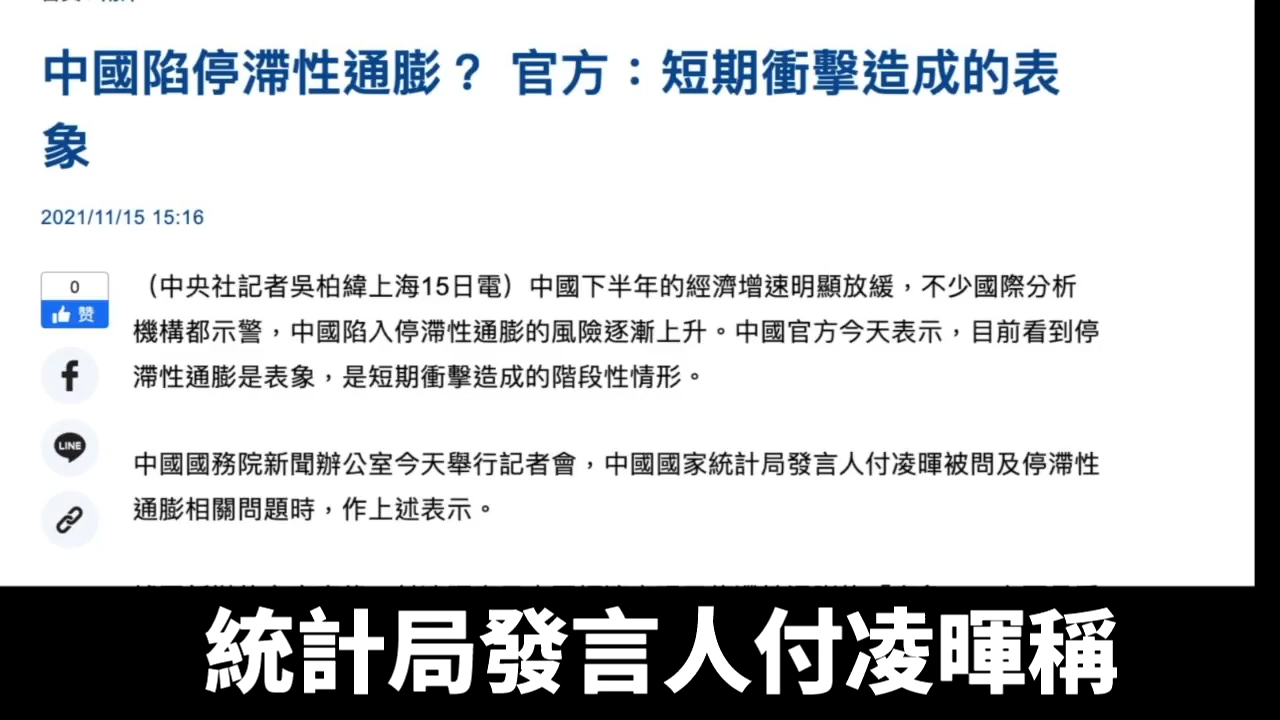 中國陷停滯性通膨？ 官方：短期衝擊造成的表
象
2021/11/15 15:16
0
赞
（中央社記者吳柏緯上海15日電）中國下半年的經濟增速明顯放緩，不少國際分析
機構都示警，中國陷入停滯性通膨的風險逐漸上升。中國官方今天表示，目前看到停
滯性通膨是表象，是短期衝擊造成的階段性情形。
LINE
中國國務院新聞辦公室今天舉行記者會，中國國家統計局發言人付凌暉被問及停滯性
通膨相關問題時，作上述表示。
統計局發言人付凌暉稱